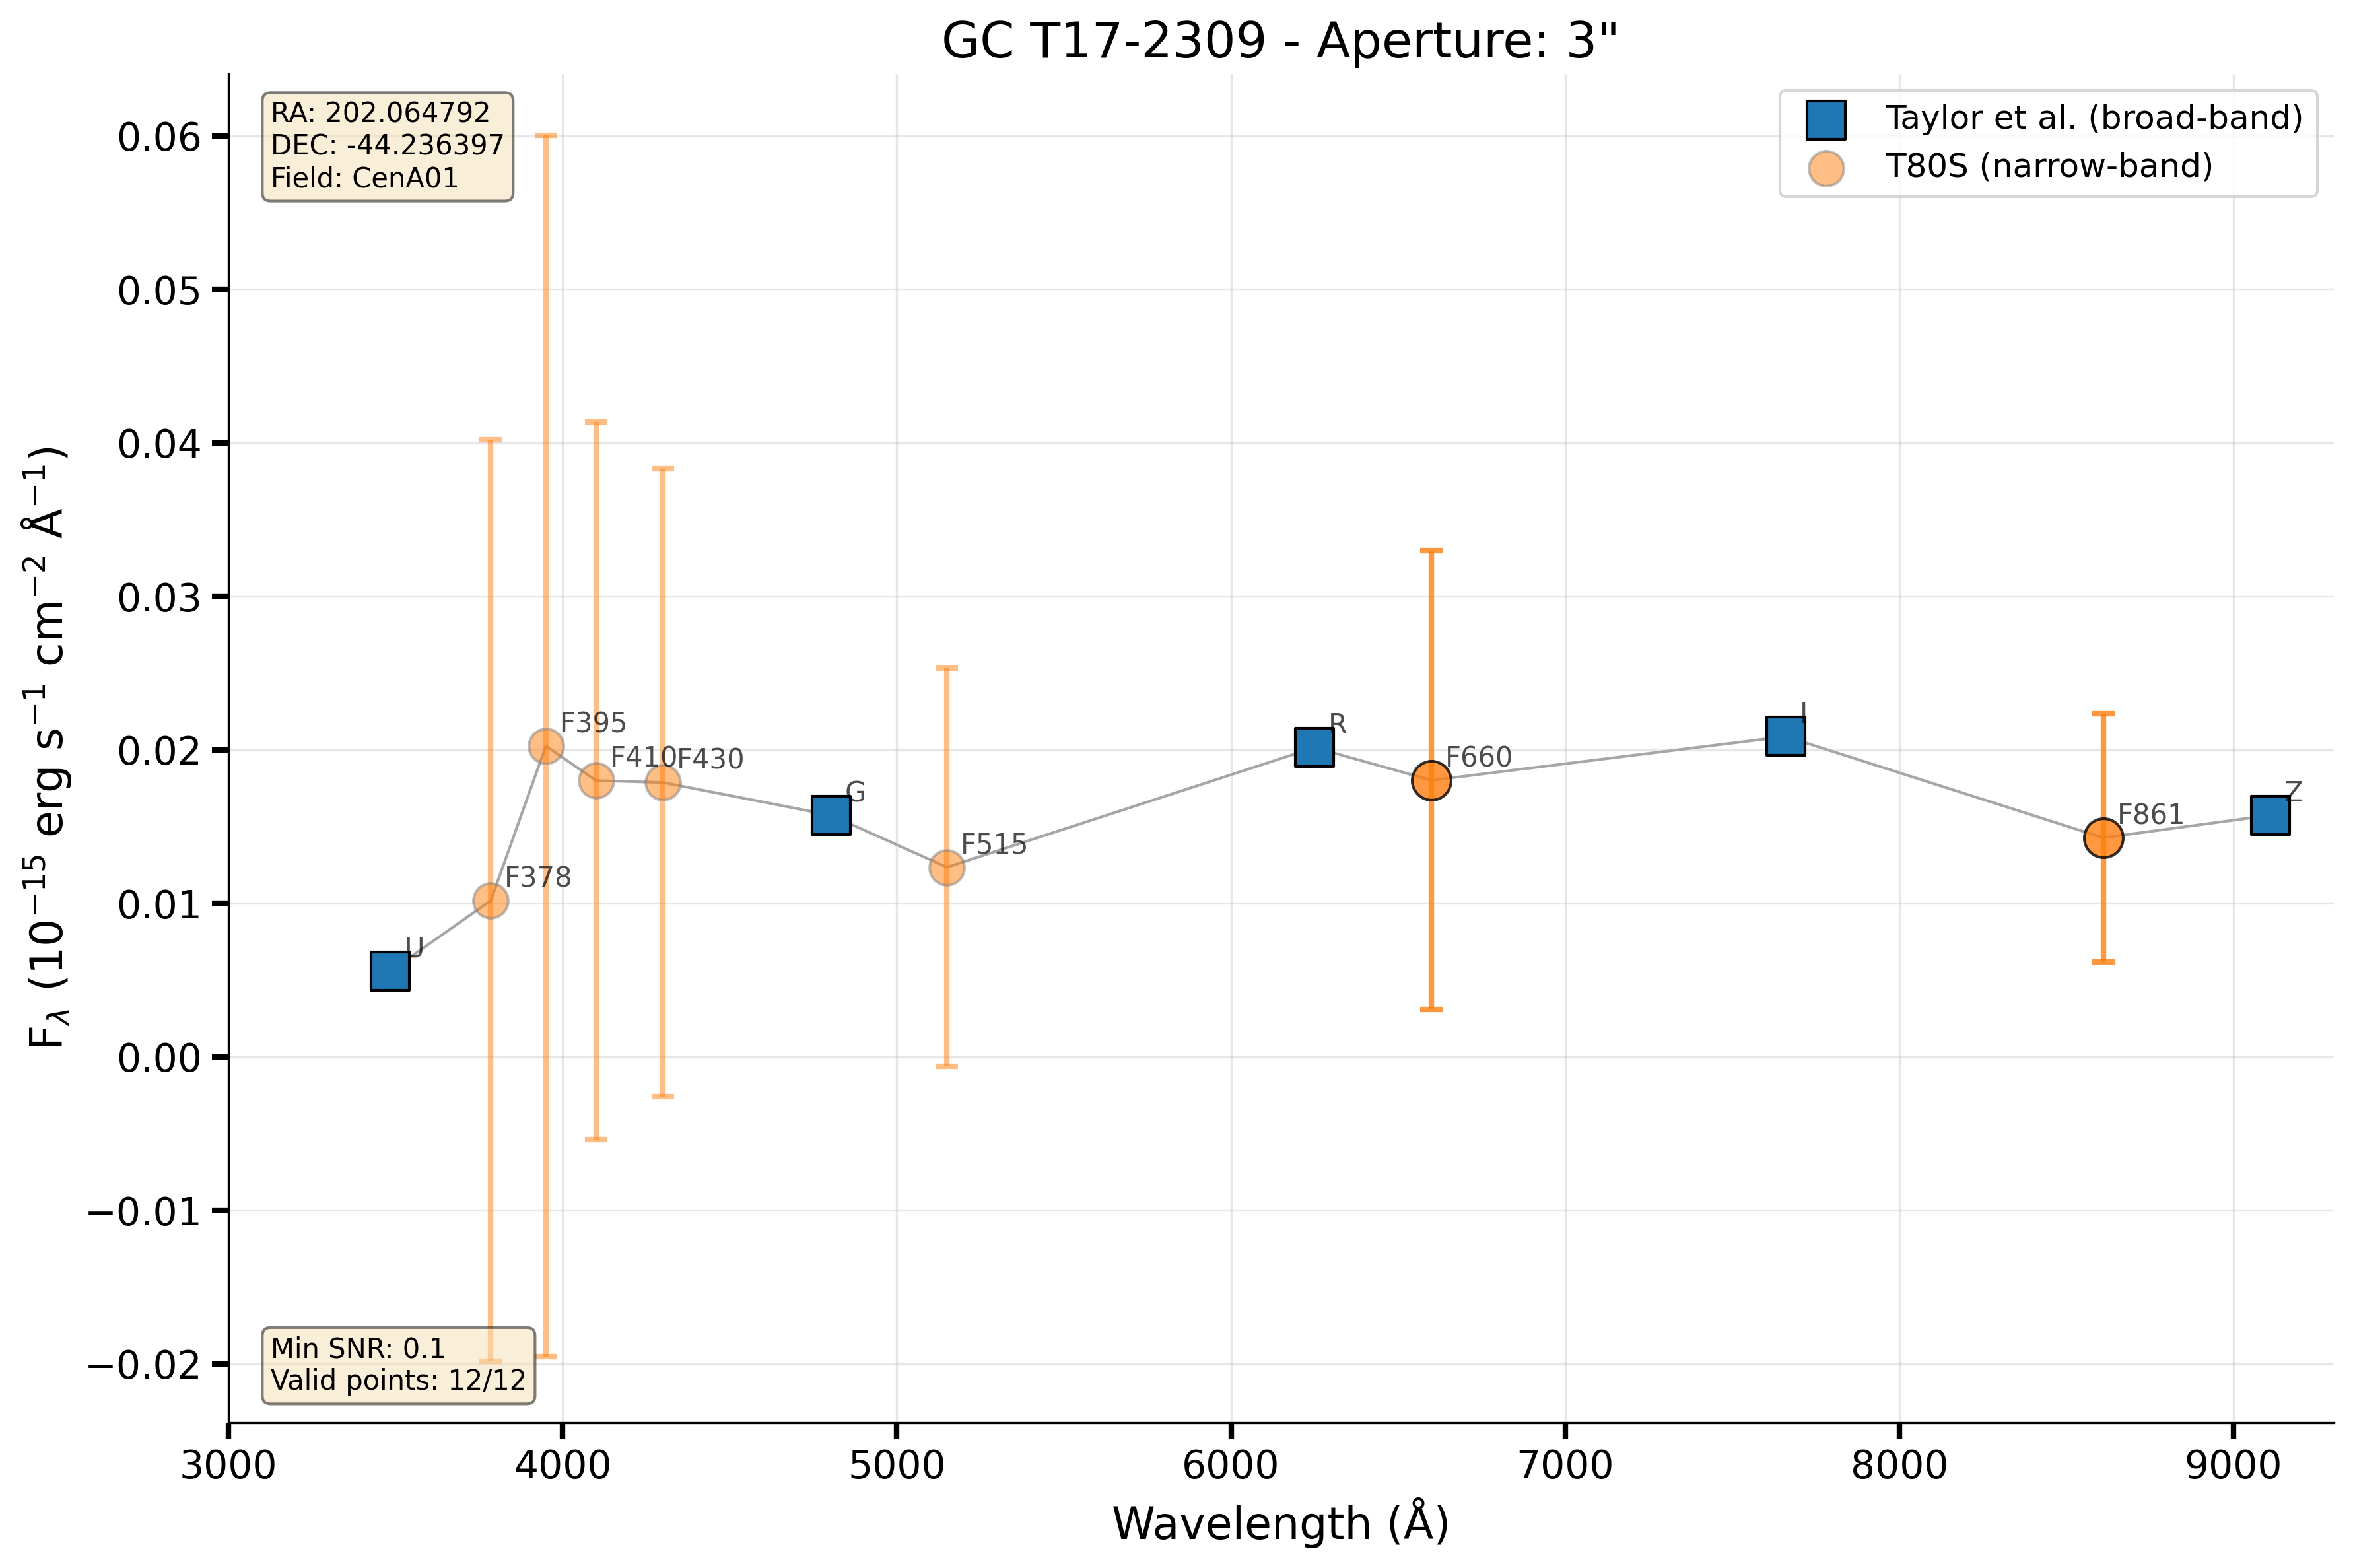 GC T17-2309 - Aperture: 3"
RA: 202.064792
DEC: -44.236397
Field: CenA01
Taylor et al. (broad-band)
T80S (narrow-band)
0.06
0.05
0.04
0.03
0.02
0.01
0.00
−0.01
−0.02
F_λ (10⁻¹⁵ erg s⁻¹ cm⁻² Å⁻¹)
U
F378
F395
F410
F430
G
F515
R
F660
I
F861
Z
Min SNR: 0.1
Valid points: 12/12
3000 4000 5000 6000 7000 8000 9000
Wavelength (Å)